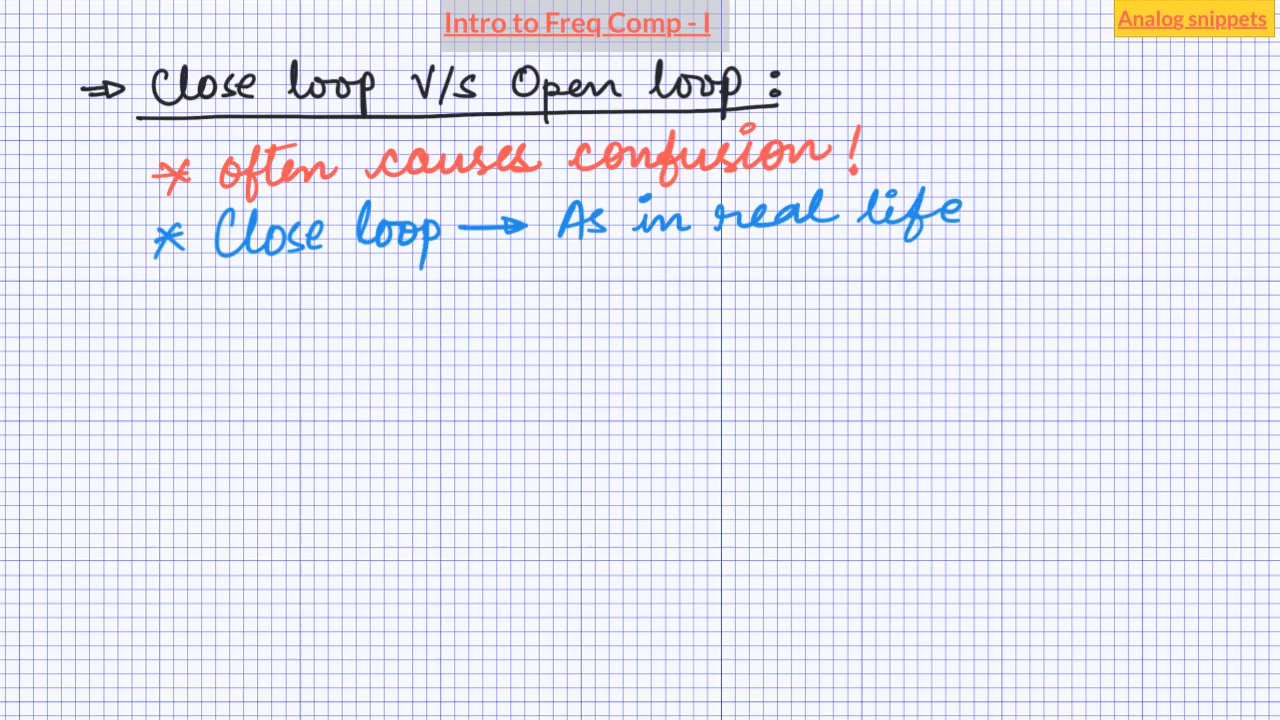 Intro to Freq Comp - I
Analog snippets
⇒ Close loop V/s Open loop :
* often causes confusion!
* Close loop → As in real life